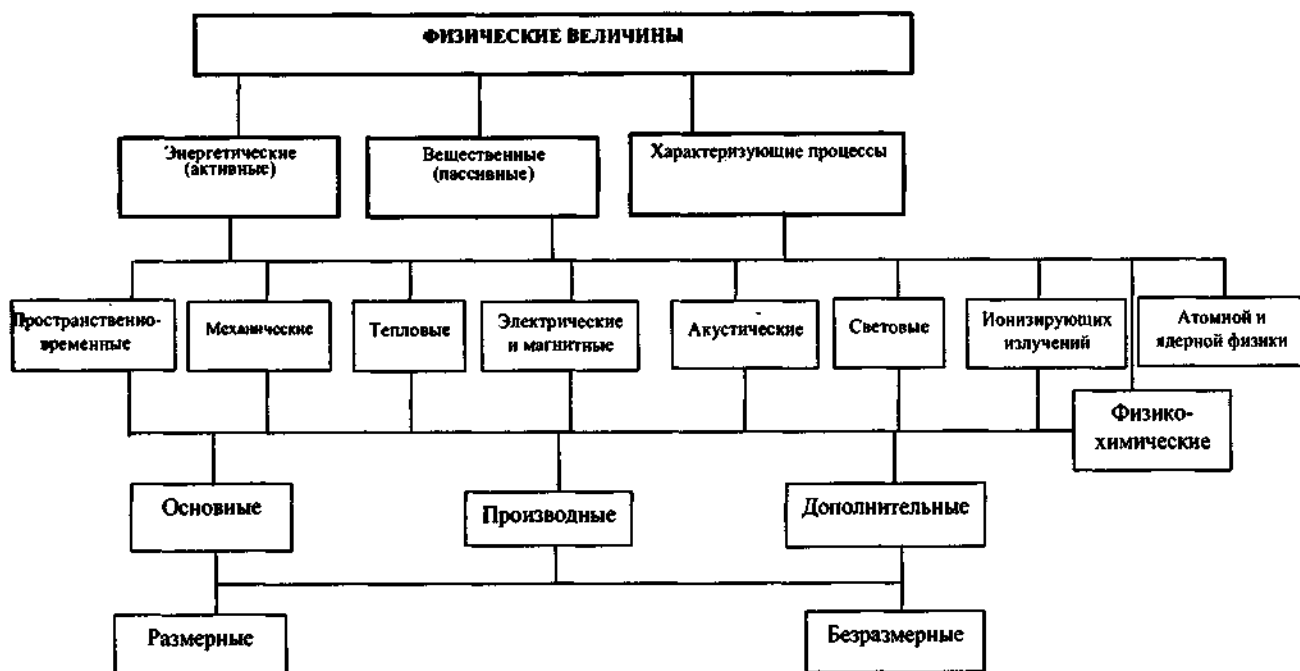 ФИЗИЧЕСКИЕ ВЕЛИЧИНЫ
Энергетические
(активные)
Вещественные
(пассивные)
Характеризующие процессы
Пространственно-
временные
Механические
Тепловые
Электрические
и магнитные
Акустические
Световые
Ионизирующих
излучений
Атомной и
ядерной физики
Физико-
химические
Основные
Производные
Дополнительные
Размерные
Безразмерные